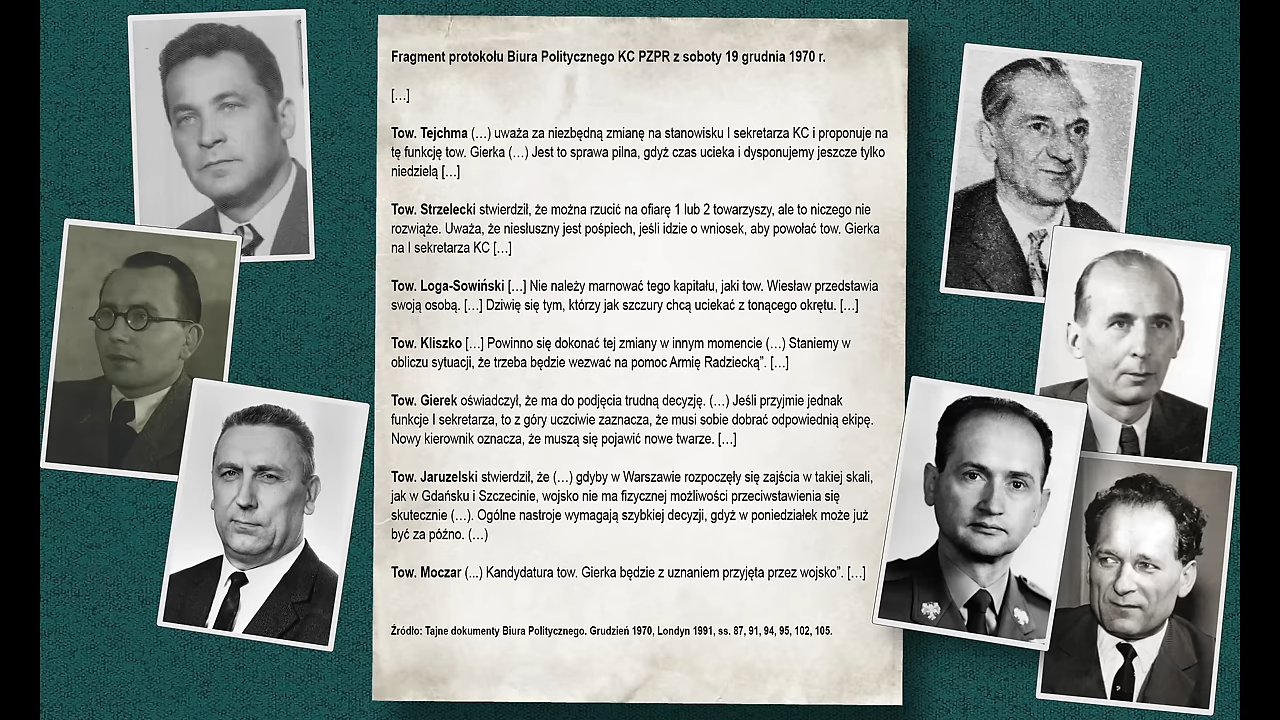 Fragment protokołu Biura Politycznego KC PZPR z soboty 19 grudnia 1970 r.
[…]
Tow. Tejchma (…) uważa za niezbędną zmianę na stanowisku I sekretarza KC i proponuje na
tę funkcję tow. Gierka (…) Jest to sprawa pilna, gdyż czas ucieka i dysponujemy jeszcze tylko
niedzielą […]
Tow. Strzelecki stwierdził, że można rzucić na ofiarę 1 lub 2 towarzyszy, ale to niczego nie
rozwiąże. Uważa, że niesłuszny jest pośpiech, jeśli idzie o wniosek, aby powołać tow. Gierka
na I sekretarza KC […]
Tow. Loga-Sowiński […] Nie należy marnować tego kapitału, jaki tow. Wiesław przedstawia
swoją osobą. […] Dziwię się tym, którzy jak szczury chcą uciekać z tonącego okrętu. […]
Tow. Kliszko […] Powinno się dokonać tej zmiany w innym momencie (…) Staniemy w
obliczu sytuacji, że trzeba będzie wezwać na pomoc Armię Radziecką”. […]
Tow. Gierek oświadczył, że ma do podjęcia trudną decyzję. (…) Jeśli przyjmie jednak
funkcje I sekretarza, to z góry uczciwie zaznacza, że musi sobie dobrać odpowiednią ekipę.
Nowy kierownik oznacza, że muszą się pojawić nowe twarze. […]
Tow. Jaruzelski stwierdził, że (…) gdyby w Warszawie rozpoczęły się zajścia w takiej skali,
jak w Gdańsku i Szczecinie, wojsko nie ma fizycznej możliwości przeciwstawienia się
skutecznie (…). Ogólne nastroje wymagają szybkiej decyzji, gdyż w poniedziałek może już
być za późno. (…)
Tow. Moczar (...) Kandydatura tow. Gierka będzie z uznaniem przyjęta przez wojsko”. […]
Źródło: Tajne dokumenty Biura Politycznego. Grudzień 1970, Londyn 1991, ss. 87, 91, 94, 95, 102, 105.